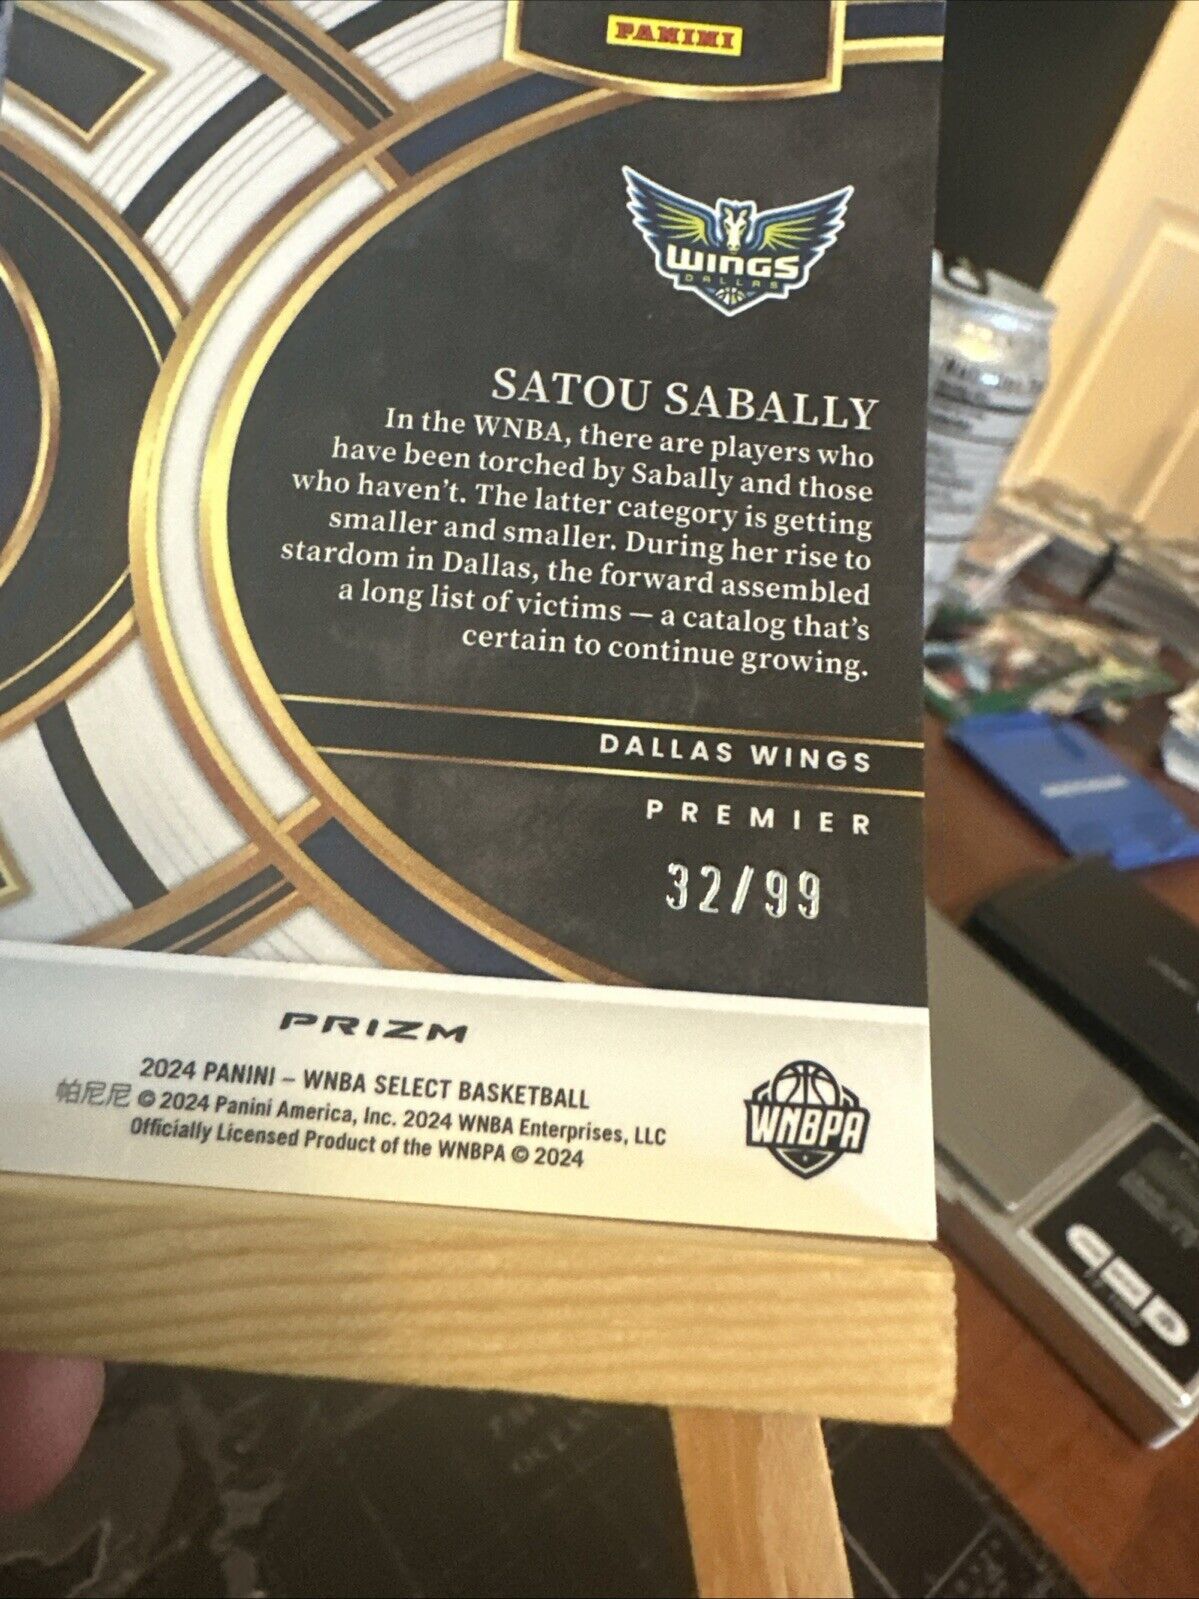 PANINI
WINGS
DALLAS
SATOU SABALLY
In the WNBA, there are players who
have been torched by Sabally and those
who haven't. The latter category is getting
smaller and smaller. During her rise to
stardom in Dallas, the forward assembled
a long list of victims — a catalog that's
certain to continue growing.
DALLAS WINGS
PREMIER
32/99
PRIZM
2024 PANINI – WNBA SELECT BASKETBALL
帕尼尼 © 2024 Panini America, Inc. 2024 WNBA Enterprises, LLC
Officially Licensed Product of the WNBPA © 2024
WNBPA